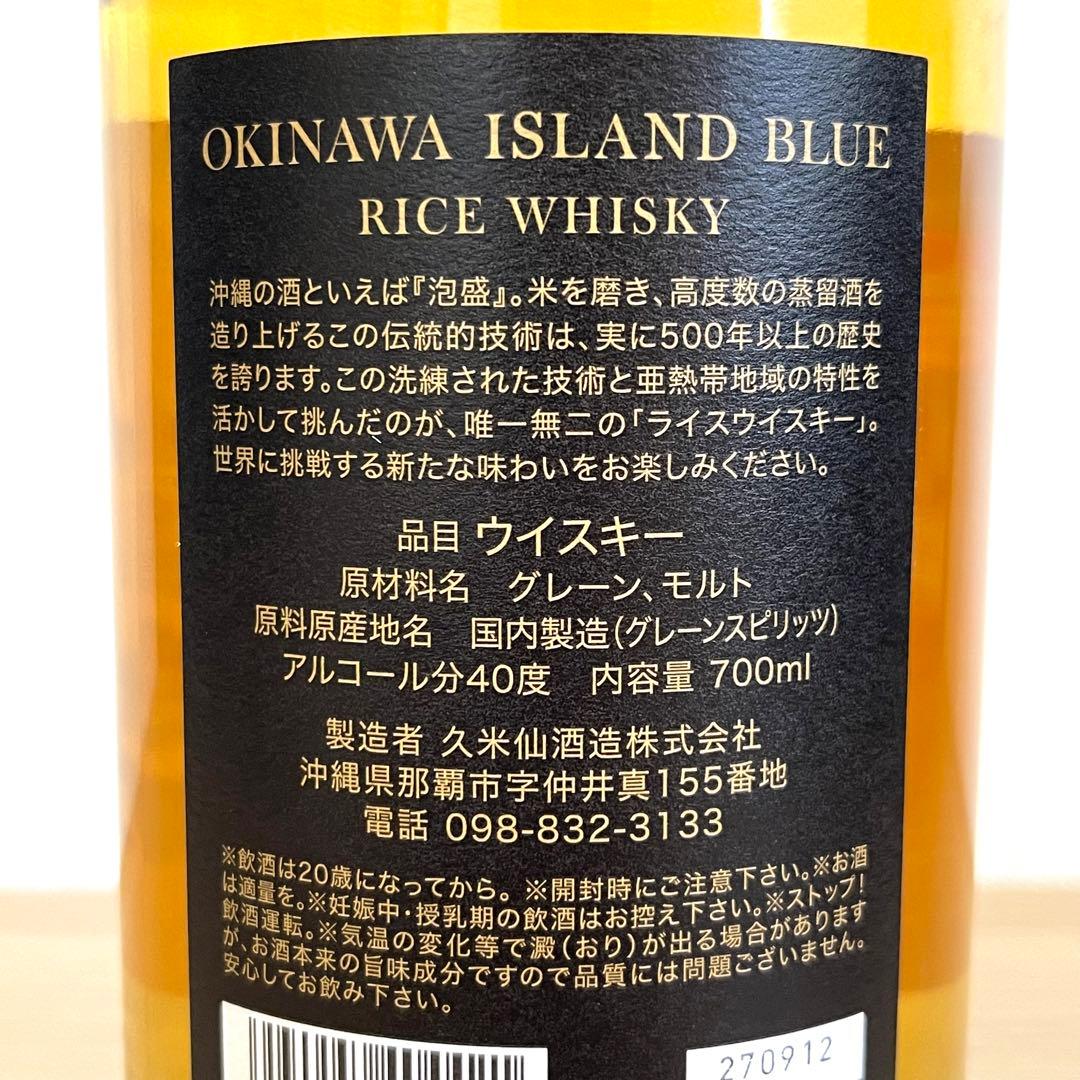 OKINAWA ISLAND BLUE
RICE WHISKY
沖縄の酒といえば『泡盛』。米を磨き、高度数の蒸留酒を
造り上げるこの伝統的技術は、実に500年以上の歴史
を誇ります。この洗練された技術と亜熱帯地域の特性を
活かして挑んだのが、唯一無二の「ライスウイスキー」。
世界に挑戦する新たな味わいをお楽しみください。
品目 ウイスキー
原材料名 グレーン、モルト
原料原産地名 国内製造(グレーンスピリッツ)
アルコール分40度 内容量 700ml
製造者 久米仙酒造株式会社
沖縄県那覇市字仲井真155番地
電話 098-832-3133
※飲酒は20歳になってから。※開封時にご注意下さい。※お酒
は適量を。※妊娠中・授乳期の飲酒はお控え下さい。※ストップ!
飲酒運転。※気温の変化等で澱(おり)が出る場合があります
が、お酒本来の旨味成分ですので品質には問題ございません。
安心してお飲み下さい。
270912